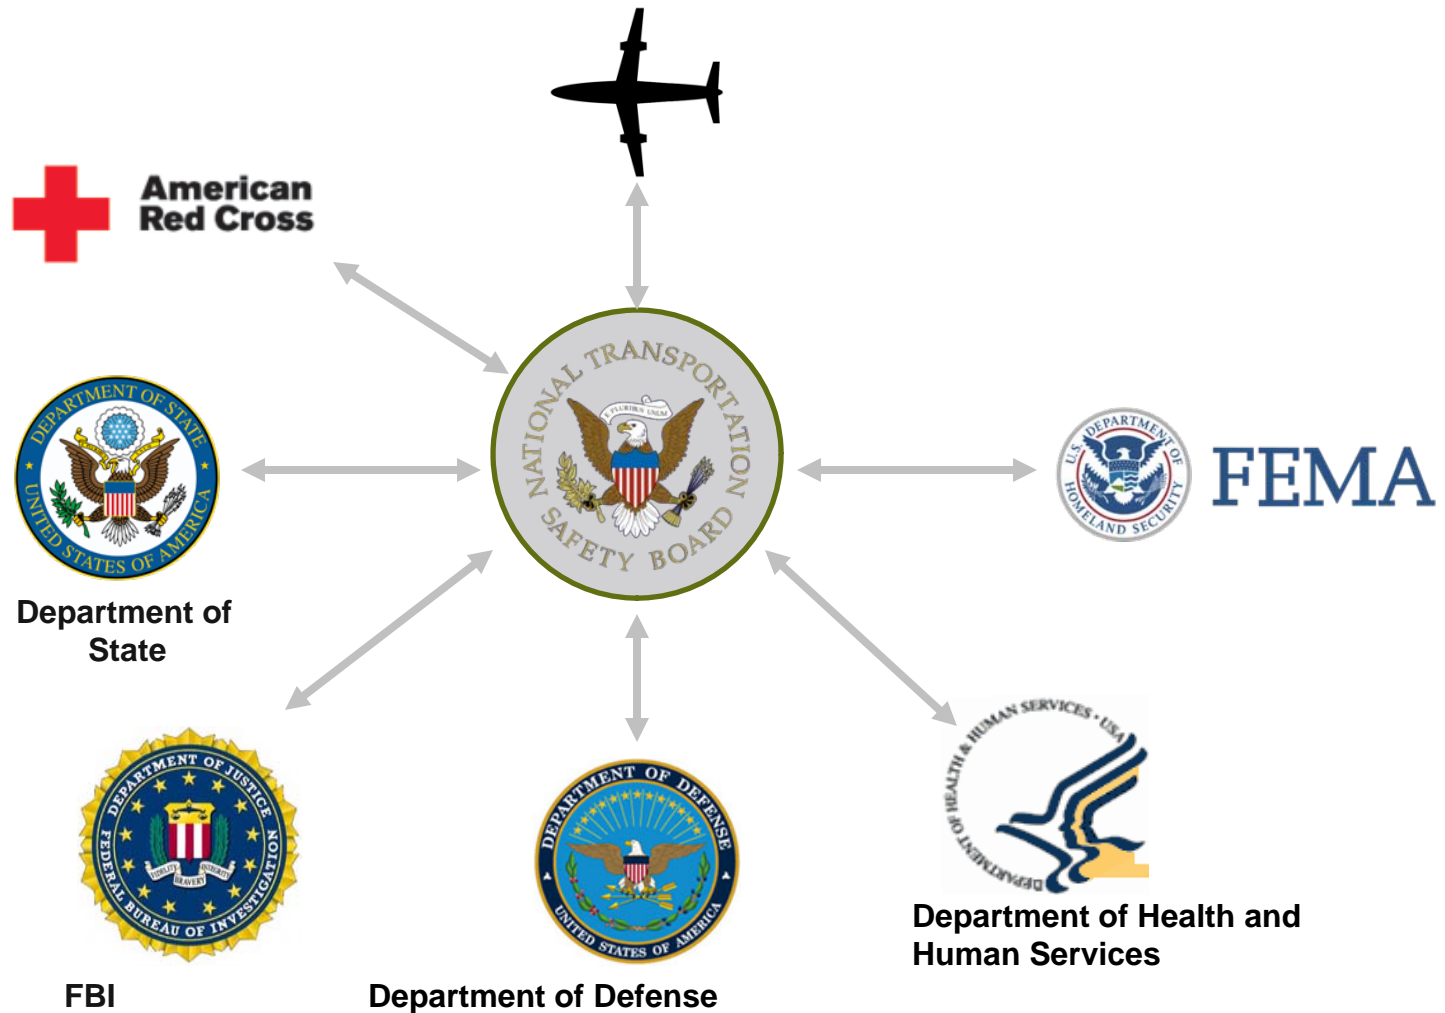 American
Red Cross
NATIONAL TRANSPORTATION
SAFETY BOARD
E PLURIBUS UNUM
DEPARTMENT OF STATE
UNITED STATES OF AMERICA
Department of
State
U.S. DEPARTMENT OF
HOMELAND SECURITY
FEMA
DEPARTMENT OF JUSTICE
FEDERAL BUREAU OF INVESTIGATION
FIDELITY
BRAVERY
INTEGRITY
FBI
DEPARTMENT OF DEFENSE
UNITED STATES OF AMERICA
Department of Defense
DEPARTMENT OF HEALTH & HUMAN SERVICES · USA
Department of Health and
Human Services